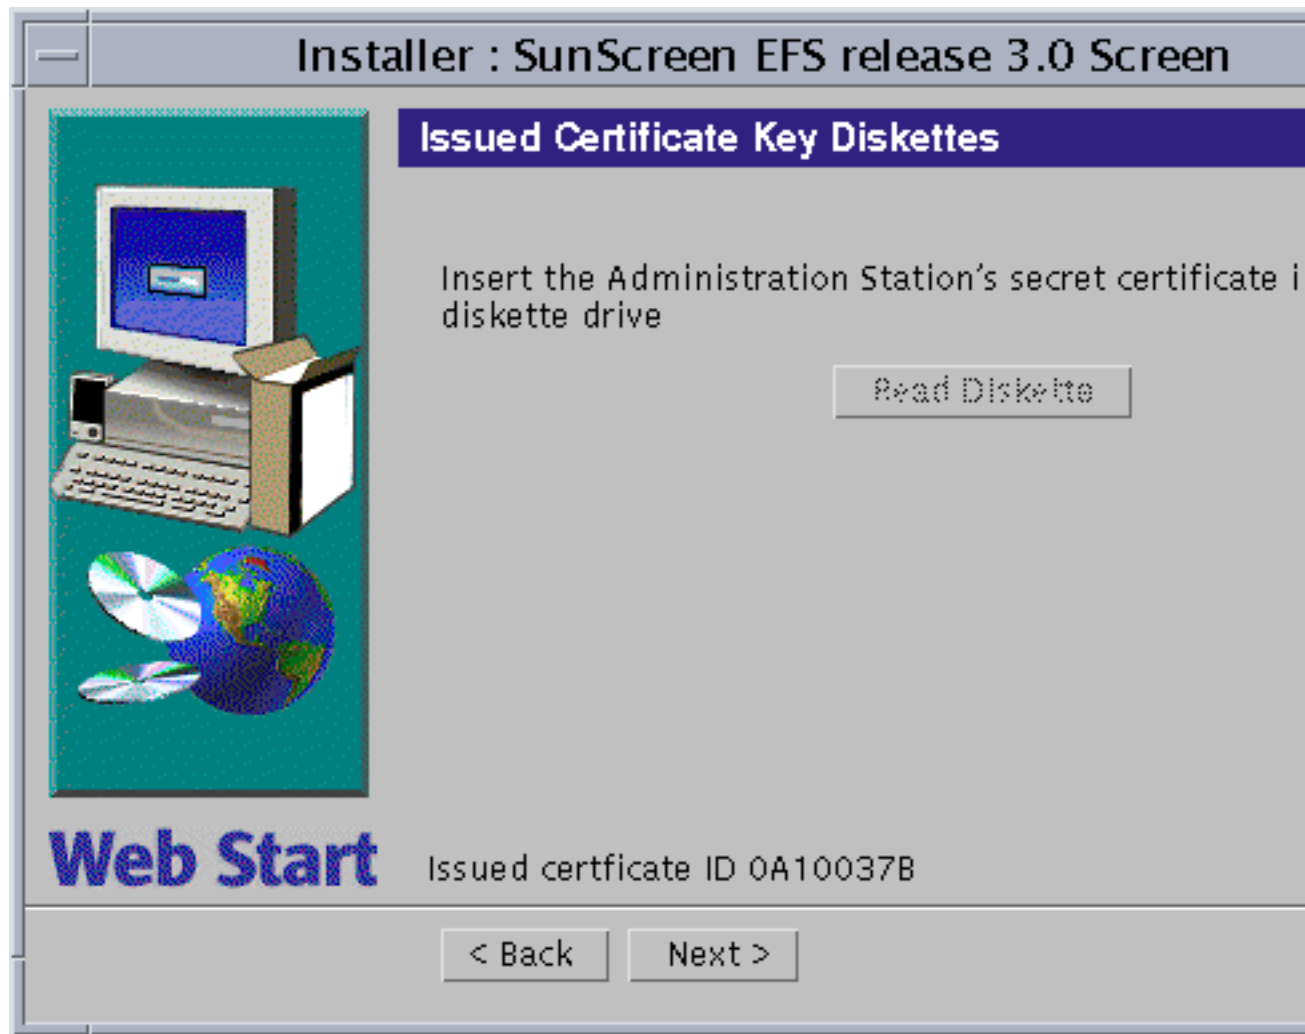 Installer : SunScreen EFS release 3.0 Screen
Issued Certificate Key Diskettes
Insert the Administration Station's secret certificate i
diskette drive
Read Diskette
Web Start
Issued certficate ID 0A10037B
< Back
Next >